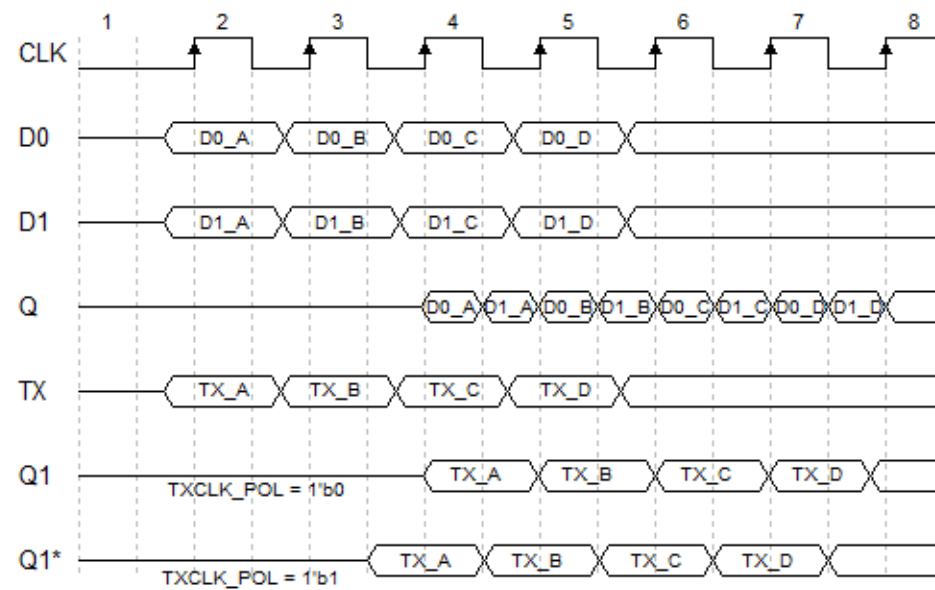 1 2 3 4 5 6 7 8
CLK
D0 D0_A D0_B D0_C D0_D
D1 D1_A D1_B D1_C D1_D
Q D0_A D1_A D0_B D1_B D0_C D1_C D0_D D1_D
TX TX_A TX_B TX_C TX_D
Q1 TX_A TX_B TX_C TX_D
TXCLK_POL = 1"b0
Q1* TX_A TX_B TX_C TX_D
TXCLK_POL = 1"b1